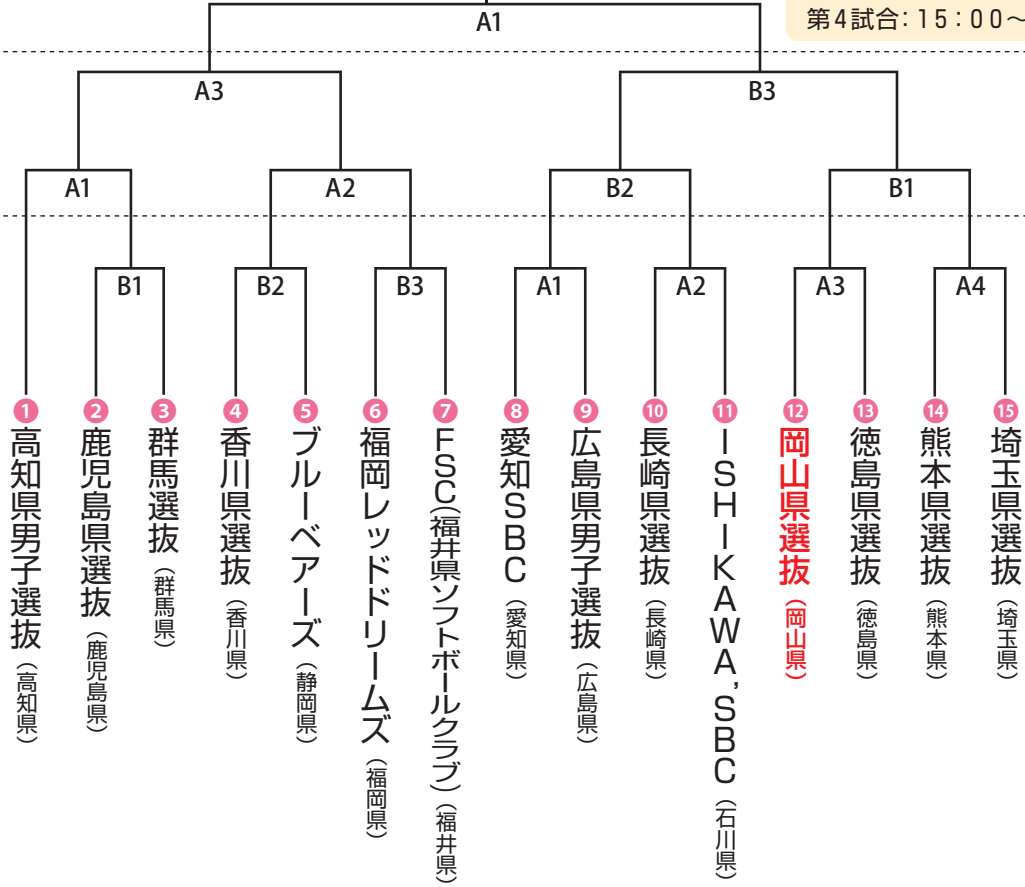 第4試合：15：00～
A1
A3
B3
A1
A2
B2
B1
B1
B2
B3
A1
A2
A3
A4
1 高知県男子選抜（高知県）
2 鹿児島県選抜（鹿児島県）
3 群馬選抜（群馬県）
4 香川県選抜（香川県）
5 ブルーベアーズ（静岡県）
6 福岡レッドドリームズ（福岡県）
7 FSC(福井県ソフトボールクラブ)（福井県）
8 愛知SBC（愛知県）
9 広島県男子選抜（広島県）
10 長崎県選抜（長崎県）
11 ISHIKAWA,SBC（石川県）
12 岡山県選抜（岡山県）
13 徳島県選抜（徳島県）
14 熊本県選抜（熊本県）
15 埼玉県選抜（埼玉県）